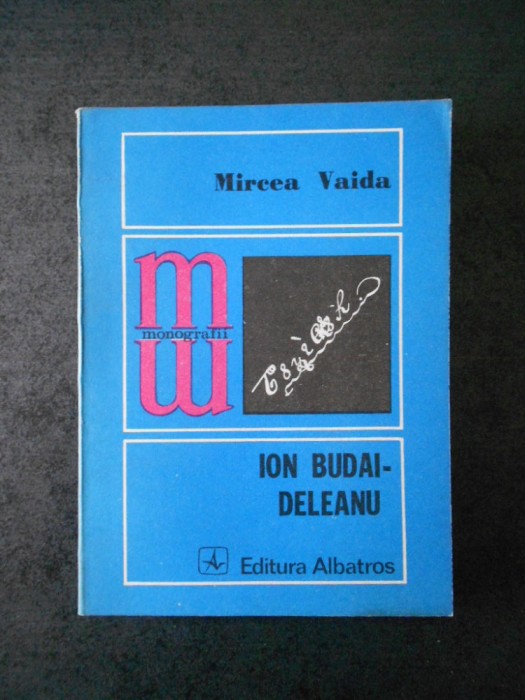 Mircea Vaida
monografii
ION BUDAI-
DELEANU
Editura Albatros